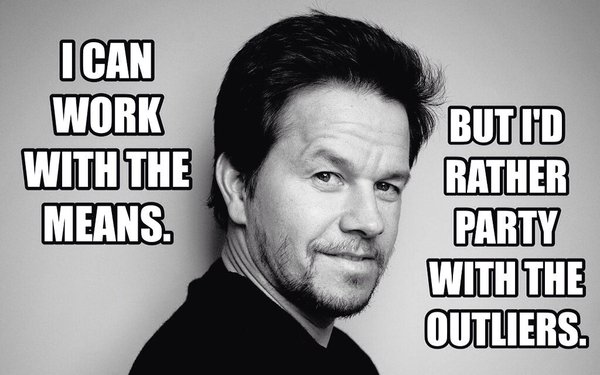 I CAN
WORK
WITH THE
MEANS.
BUT I'D
RATHER
PARTY
WITH THE
OUTLIERS.